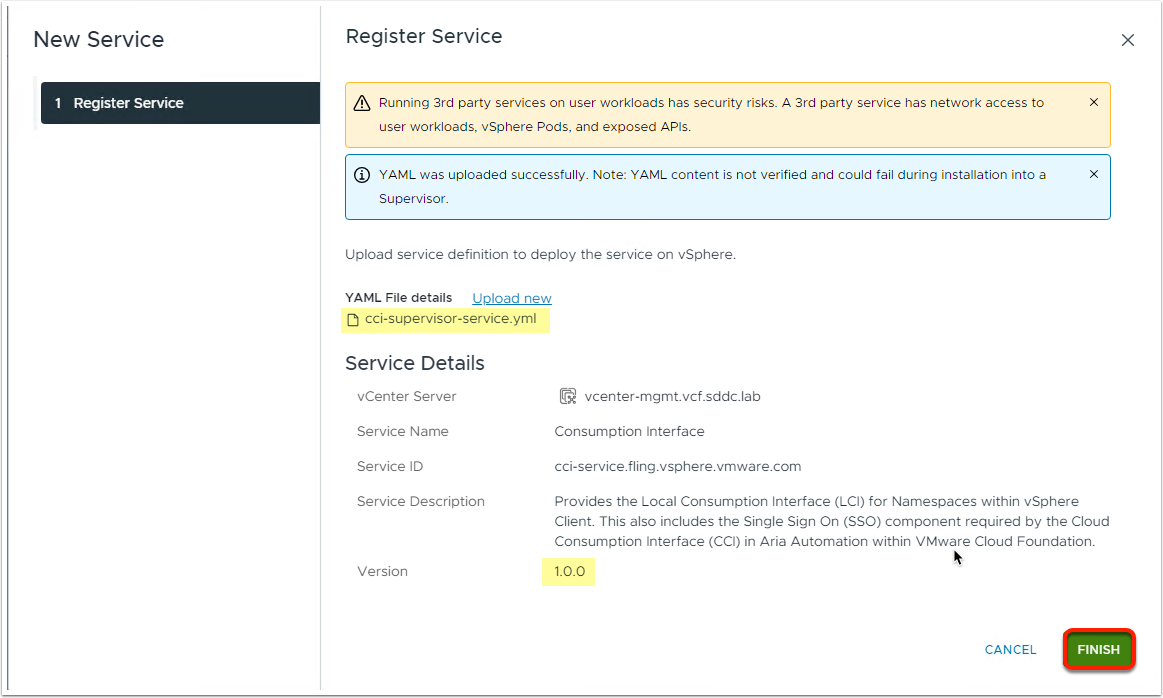 New Service
1 Register Service
Register Service
Running 3rd party services on user workloads has security risks. A 3rd party service has network access to
user workloads, vSphere Pods, and exposed APIs.
YAML was uploaded successfully. Note: YAML content is not verified and could fail during installation into a
Supervisor.
Upload service definition to deploy the service on vSphere.
YAML File details Upload new
cci-supervisor-service.yml
Service Details
vCenter Server vcenter-mgmt.vcf.sddc.lab
Service Name Consumption Interface
Service ID cci-service.fling.vsphere.vmware.com
Service Description Provides the Local Consumption Interface (LCI) for Namespaces within vSphere
Client. This also includes the Single Sign On (SSO) component required by the Cloud
Consumption Interface (CCI) in Aria Automation within VMware Cloud Foundation.
Version 1.0.0
CANCEL FINISH